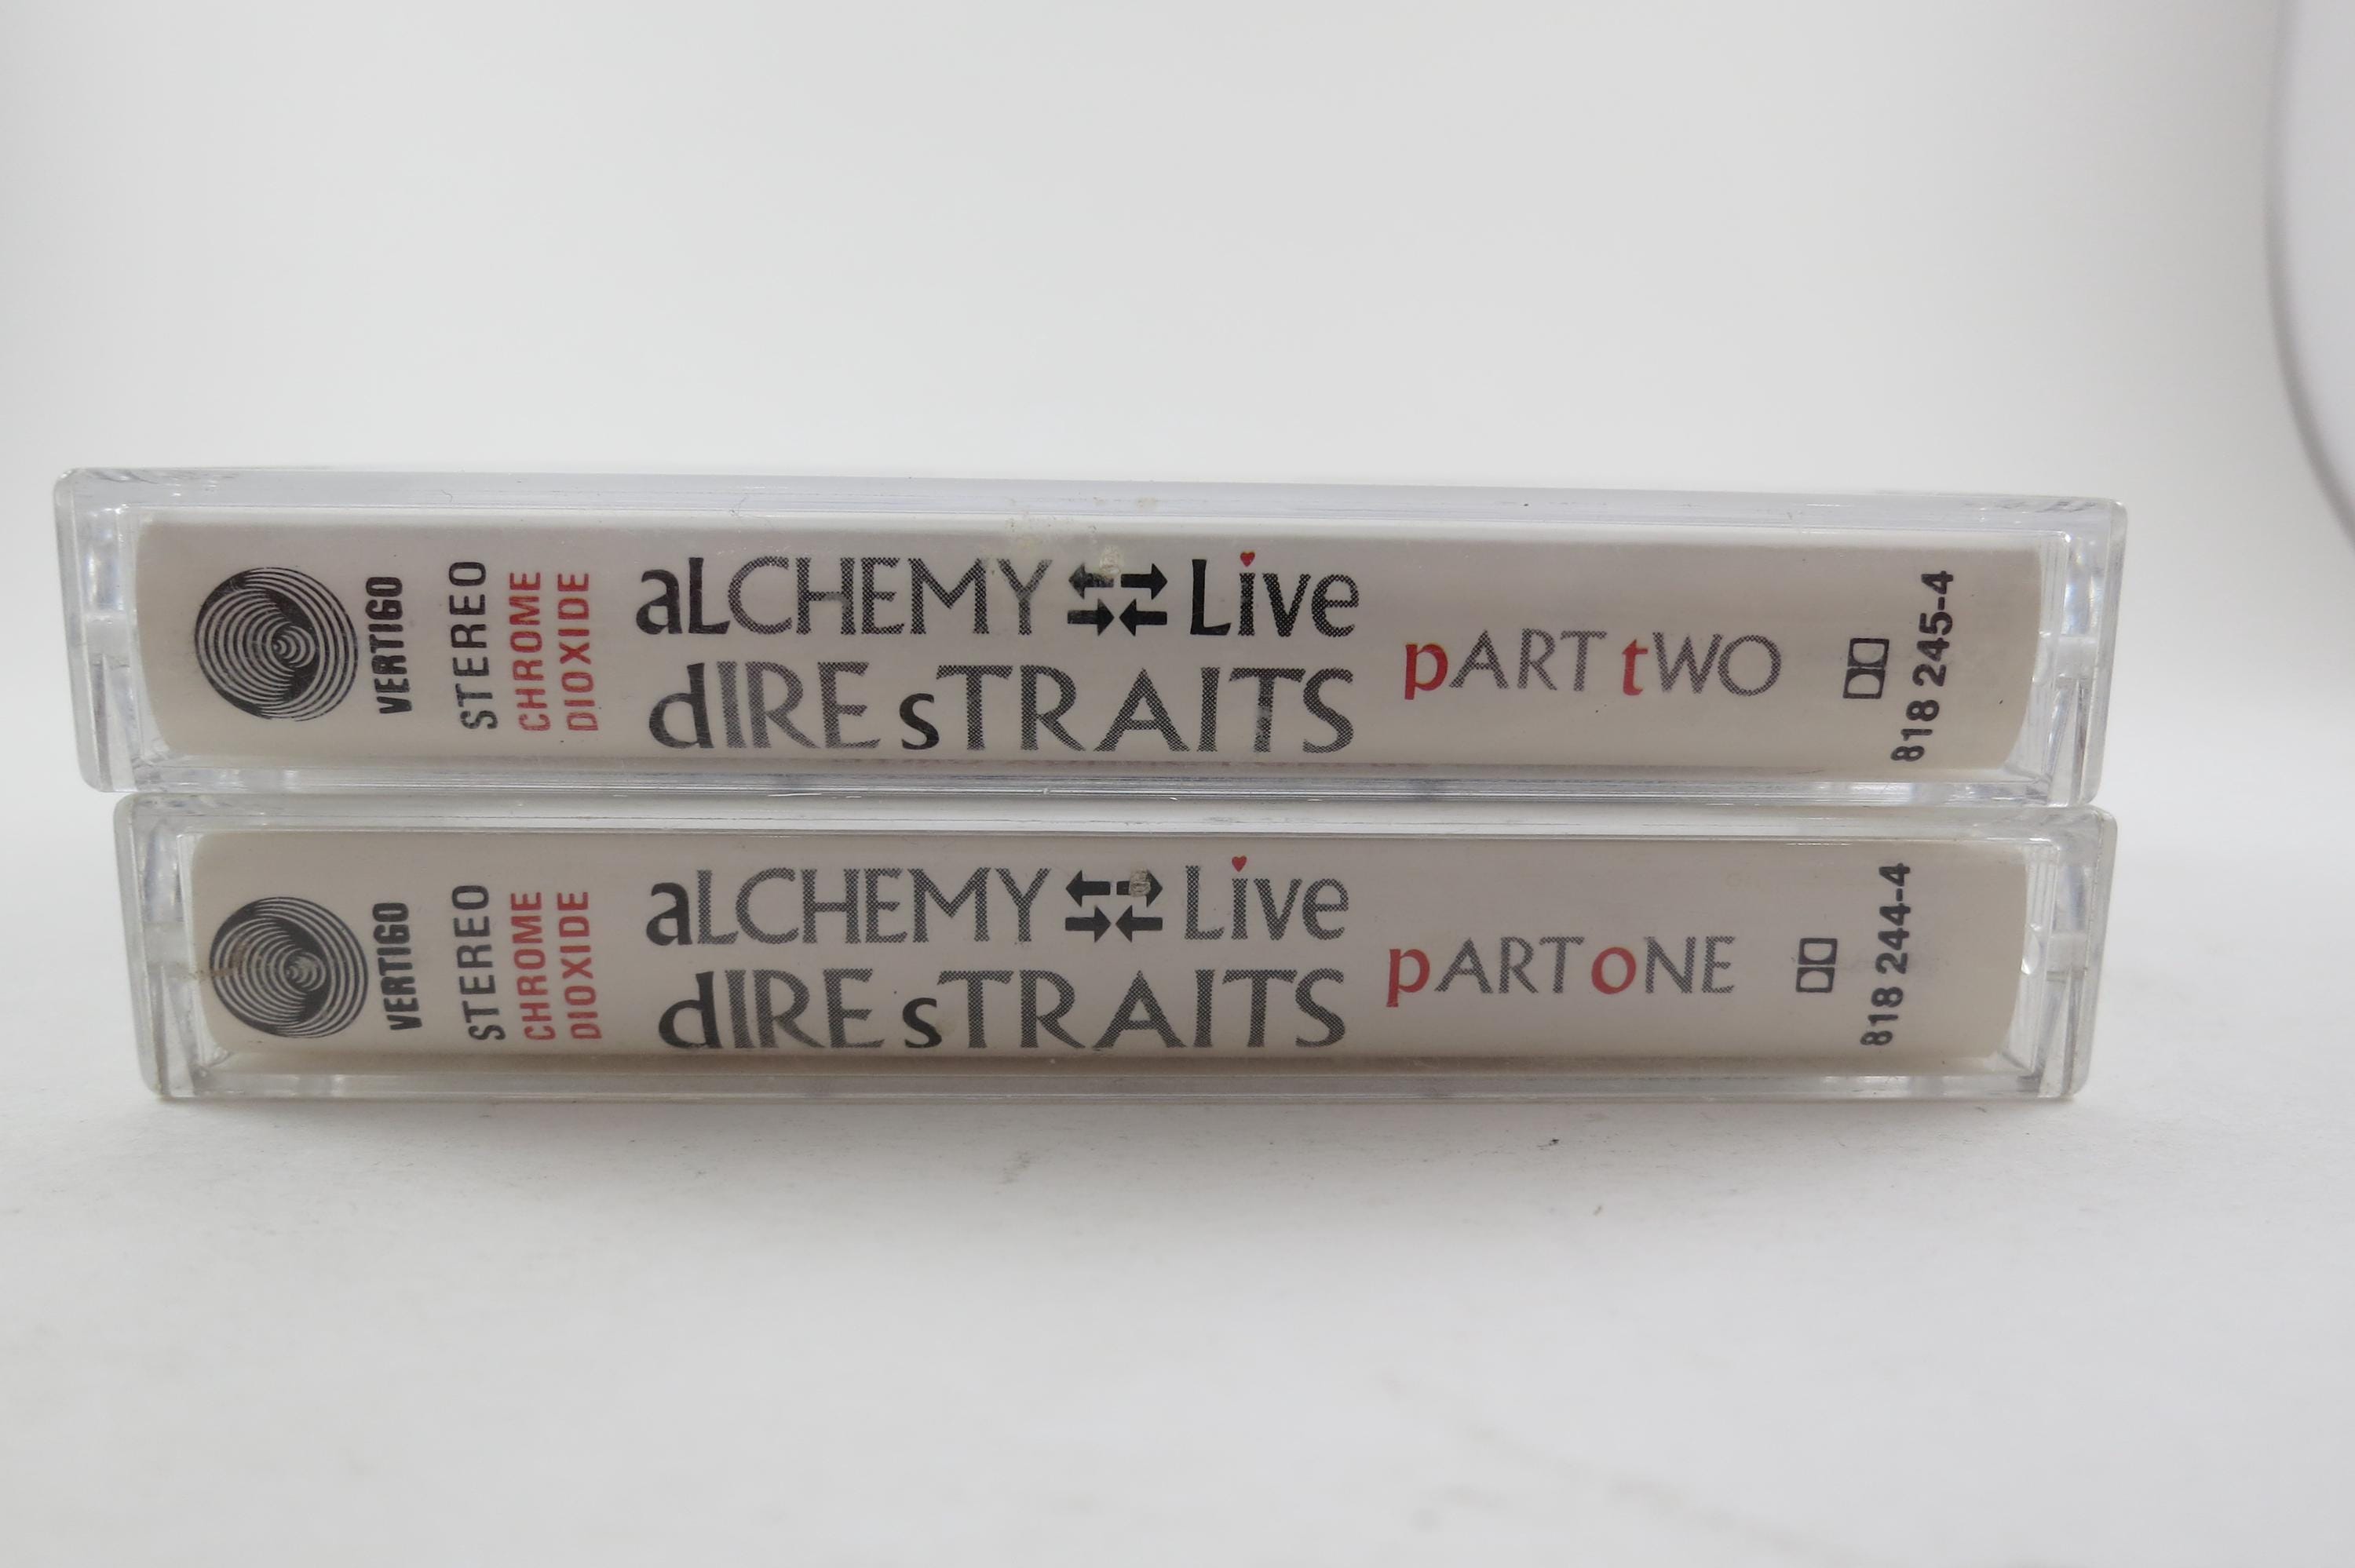 VERTIGO
STEREO
CHROME
DIOXIDE
aLCHEMY Live
dIRE sTRAITS
pART tWO
818 245-4
VERTIGO
STEREO
CHROME
DIOXIDE
aLCHEMY Live
dIRE sTRAITS
pART oNE
818 244-4